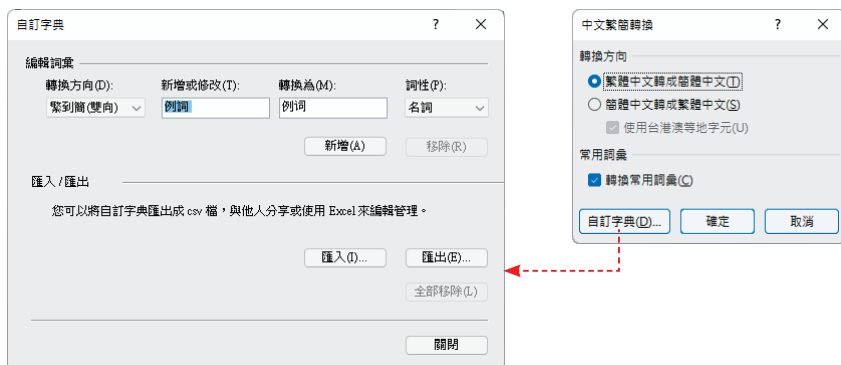 自訂字典 ? ×
編輯詞彙
轉換方向(D): 新增或修改(T): 轉換為(M): 詞性(P):
繁到簡(雙向) 例詞 例词 名詞
新增(A) 移除(R)
匯入 / 匯出
您可以將自訂字典匯出成 csv 檔，與他人分享或使用 Excel 來編輯管理。
匯入(I)... 匯出(E)...
全部移除(L)
關閉
中文繁簡轉換 ? ×
轉換方向
繁體中文轉成簡體中文(T)
簡體中文轉成繁體中文(S)
使用台港澳等地字元(U)
常用詞彙
轉換常用詞彙(C)
自訂字典(D)... 確定 取消